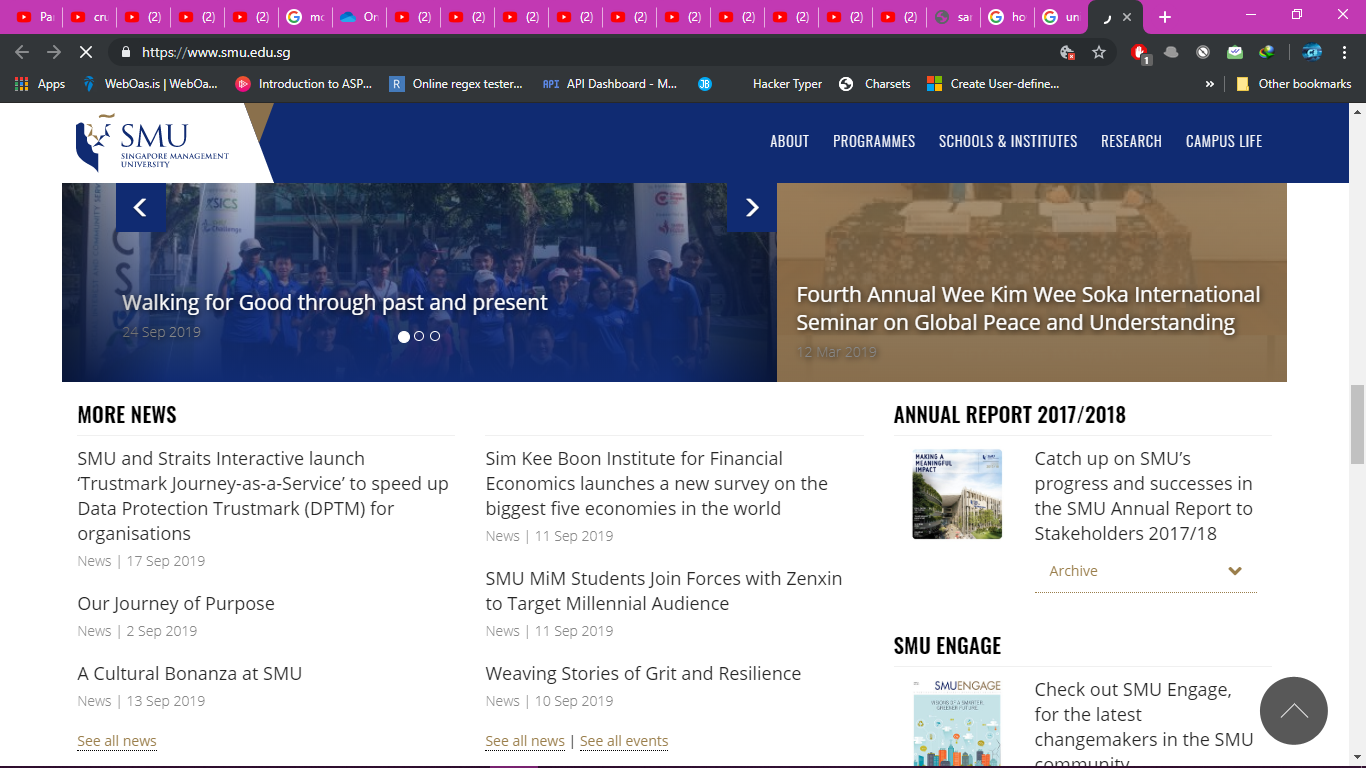 Pa
cru
(2)
(2)
(2)
mo
On
(2)
(2)
(2)
(2)
(2)
(2)
(2)
(2)
(2)
(2)
sar
ho
un
https://www.smu.edu.sg
1
Apps
WebOas.is | WebOa...
Introduction to ASP...
R
Online regex tester...
API
API Dashboard - M...
JB
Hacker Typer
Charsets
Create User-define...
»
Other bookmarks
SMU
SINGAPORE MANAGEMENT
UNIVERSITY
ABOUT
PROGRAMMES
SCHOOLS & INSTITUTES
RESEARCH
CAMPUS LIFE
Walking for Good through past and present
24 Sep 2019
Fourth Annual Wee Kim Wee Soka International
Seminar on Global Peace and Understanding
12 Mar 2019
MORE NEWS
SMU and Straits Interactive launch
‘Trustmark Journey-as-a-Service’ to speed up
Data Protection Trustmark (DPTM) for
organisations
News | 17 Sep 2019
Our Journey of Purpose
News | 2 Sep 2019
A Cultural Bonanza at SMU
News | 13 Sep 2019
See all news
Sim Kee Boon Institute for Financial
Economics launches a new survey on the
biggest five economies in the world
News | 11 Sep 2019
SMU MiM Students Join Forces with Zenxin
to Target Millennial Audience
News | 11 Sep 2019
Weaving Stories of Grit and Resilience
News | 10 Sep 2019
See all news | See all events
ANNUAL REPORT 2017/2018
MAKING A
MEANINGFUL
IMPACT
Catch up on SMU’s
progress and successes in
the SMU Annual Report to
Stakeholders 2017/18
Archive
SMU ENGAGE
SMUENGAGE
VISIONS OF A SMARTER,
GREENER FUTURE
Check out SMU Engage,
for the latest
changemakers in the SMU
community